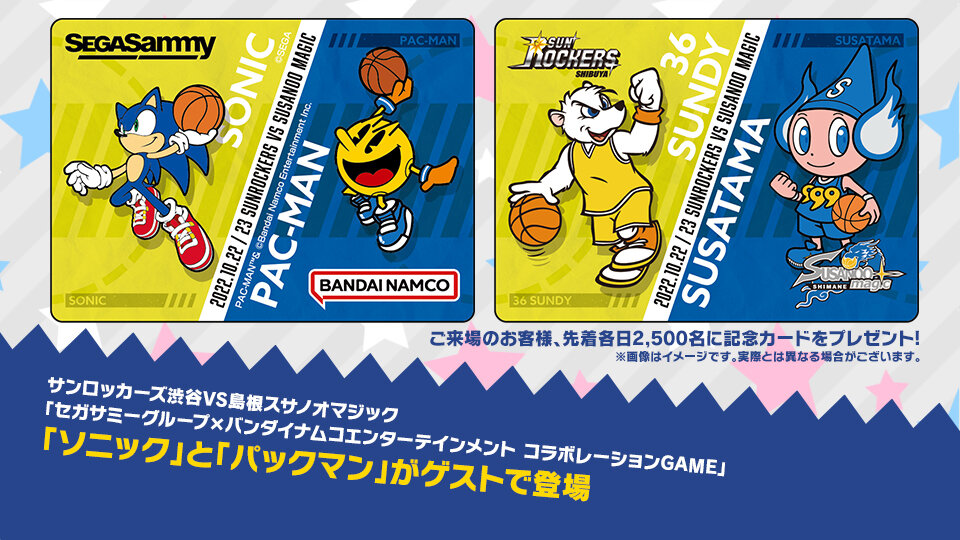 SEGASammy
SONIC
©SEGA
2022.10.22 / 23 SUNROCKERS VS SUSANOO MAGIC
PAC-MAN™& ©Bandai Namco Entertainment Inc.
PAC-MAN
PAC-MAN
BANDAI NAMCO
SONIC
SUN
ROCKERS
SHIBUYA
36
SUNDY
2022.10.22 / 23 SUNROCKERS VS SUSANOO MAGIC
SUSATAMA
SUSATAMA
S
S99
SUSANOO
SHIMANE magic
36 SUNDY
ご来場のお客様、先着各日2,500名に記念カードをプレゼント!
※画像はイメージです。実際とは異なる場合がございます。
サンロッカーズ渋谷VS島根スサノオマジック
「セガサミーグループ×バンダイナムコエンターテインメント コラボレーションGAME」
「ソニック」と「パックマン」がゲストで登場